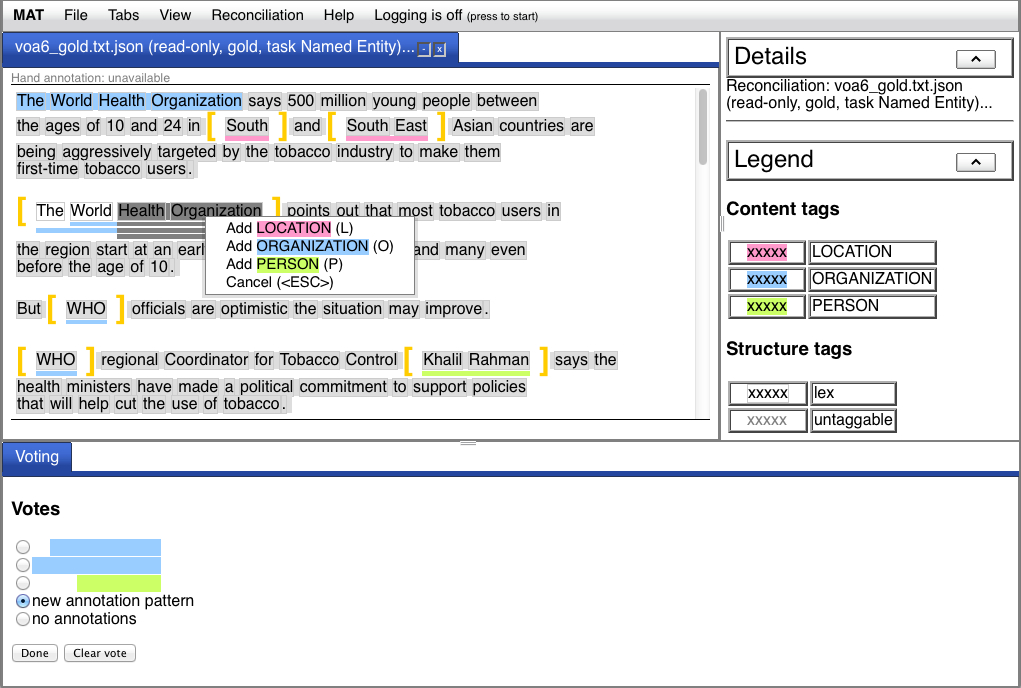 MAT File Tabs View Reconciliation Help Logging is off (press to start)
voa6_gold.txt.json (read-only, gold, task Named Entity)... - x
Hand annotation: unavailable
The World Health Organization says 500 million young people between
the ages of 10 and 24 in [ South ] and [ South East ] Asian countries are
being aggressively targeted by the tobacco industry to make them
first-time tobacco users.
[ The World Health Organization ] points out that most tobacco users in
the region start at an earl and many even
before the age of 10.
Add LOCATION (L)
Add ORGANIZATION (O)
Add PERSON (P)
Cancel (<ESC>)
But [ WHO ] officials are optimistic the situation may improve.
[ WHO ] regional Coordinator for Tobacco Control [ Khalil Rahman ] says the
health ministers have made a political commitment to support policies
that will help cut the use of tobacco.
Details
Reconciliation: voa6_gold.txt.json
(read-only, gold, task Named Entity)...
Legend
Content tags
xxxxx LOCATION
xxxxx ORGANIZATION
xxxxx PERSON
Structure tags
xxxxx lex
xxxxx untaggable
Voting
Votes
new annotation pattern
no annotations
Done Clear vote